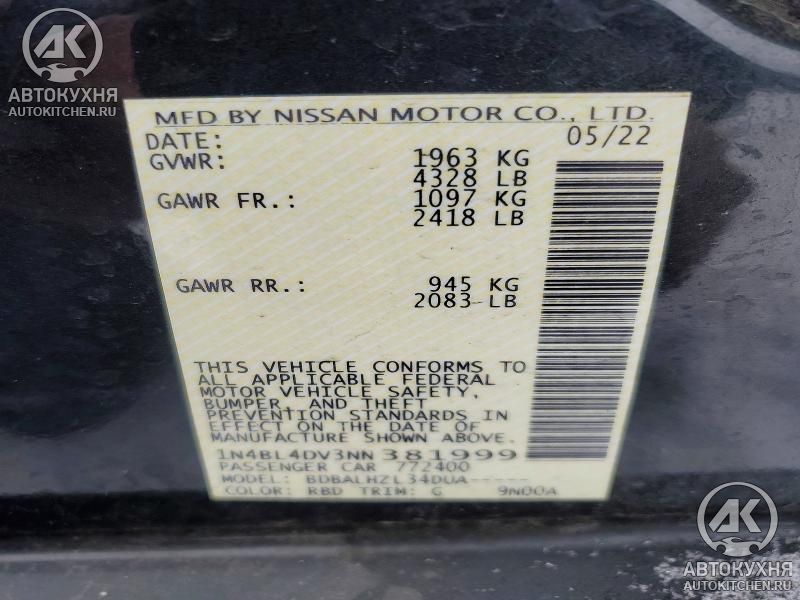 АК
АВТОКУХНЯ
AUTOKITCHEN.RU
MFD BY NISSAN MOTOR CO., LTD.
DATE: 05/22
GVWR: 1963 KG
4328 LB
GAWR FR.: 1097 KG
2418 LB
GAWR RR.: 945 KG
2083 LB
THIS VEHICLE CONFORMS TO
ALL APPLICABLE FEDERAL
MOTOR VEHICLE SAFETY,
BUMPER, AND THEFT
PREVENTION STANDARDS IN
EFFECT ON THE DATE OF
MANUFACTURE SHOWN ABOVE.
1N4BL4DV3NN381999
PASSENGER CAR 772400
MODEL: BDBALHZL34DUA-----
COLOR: RBD TRIM: G 9N00A
АК
АВТОКУХНЯ
AUTOKITCHEN.RU